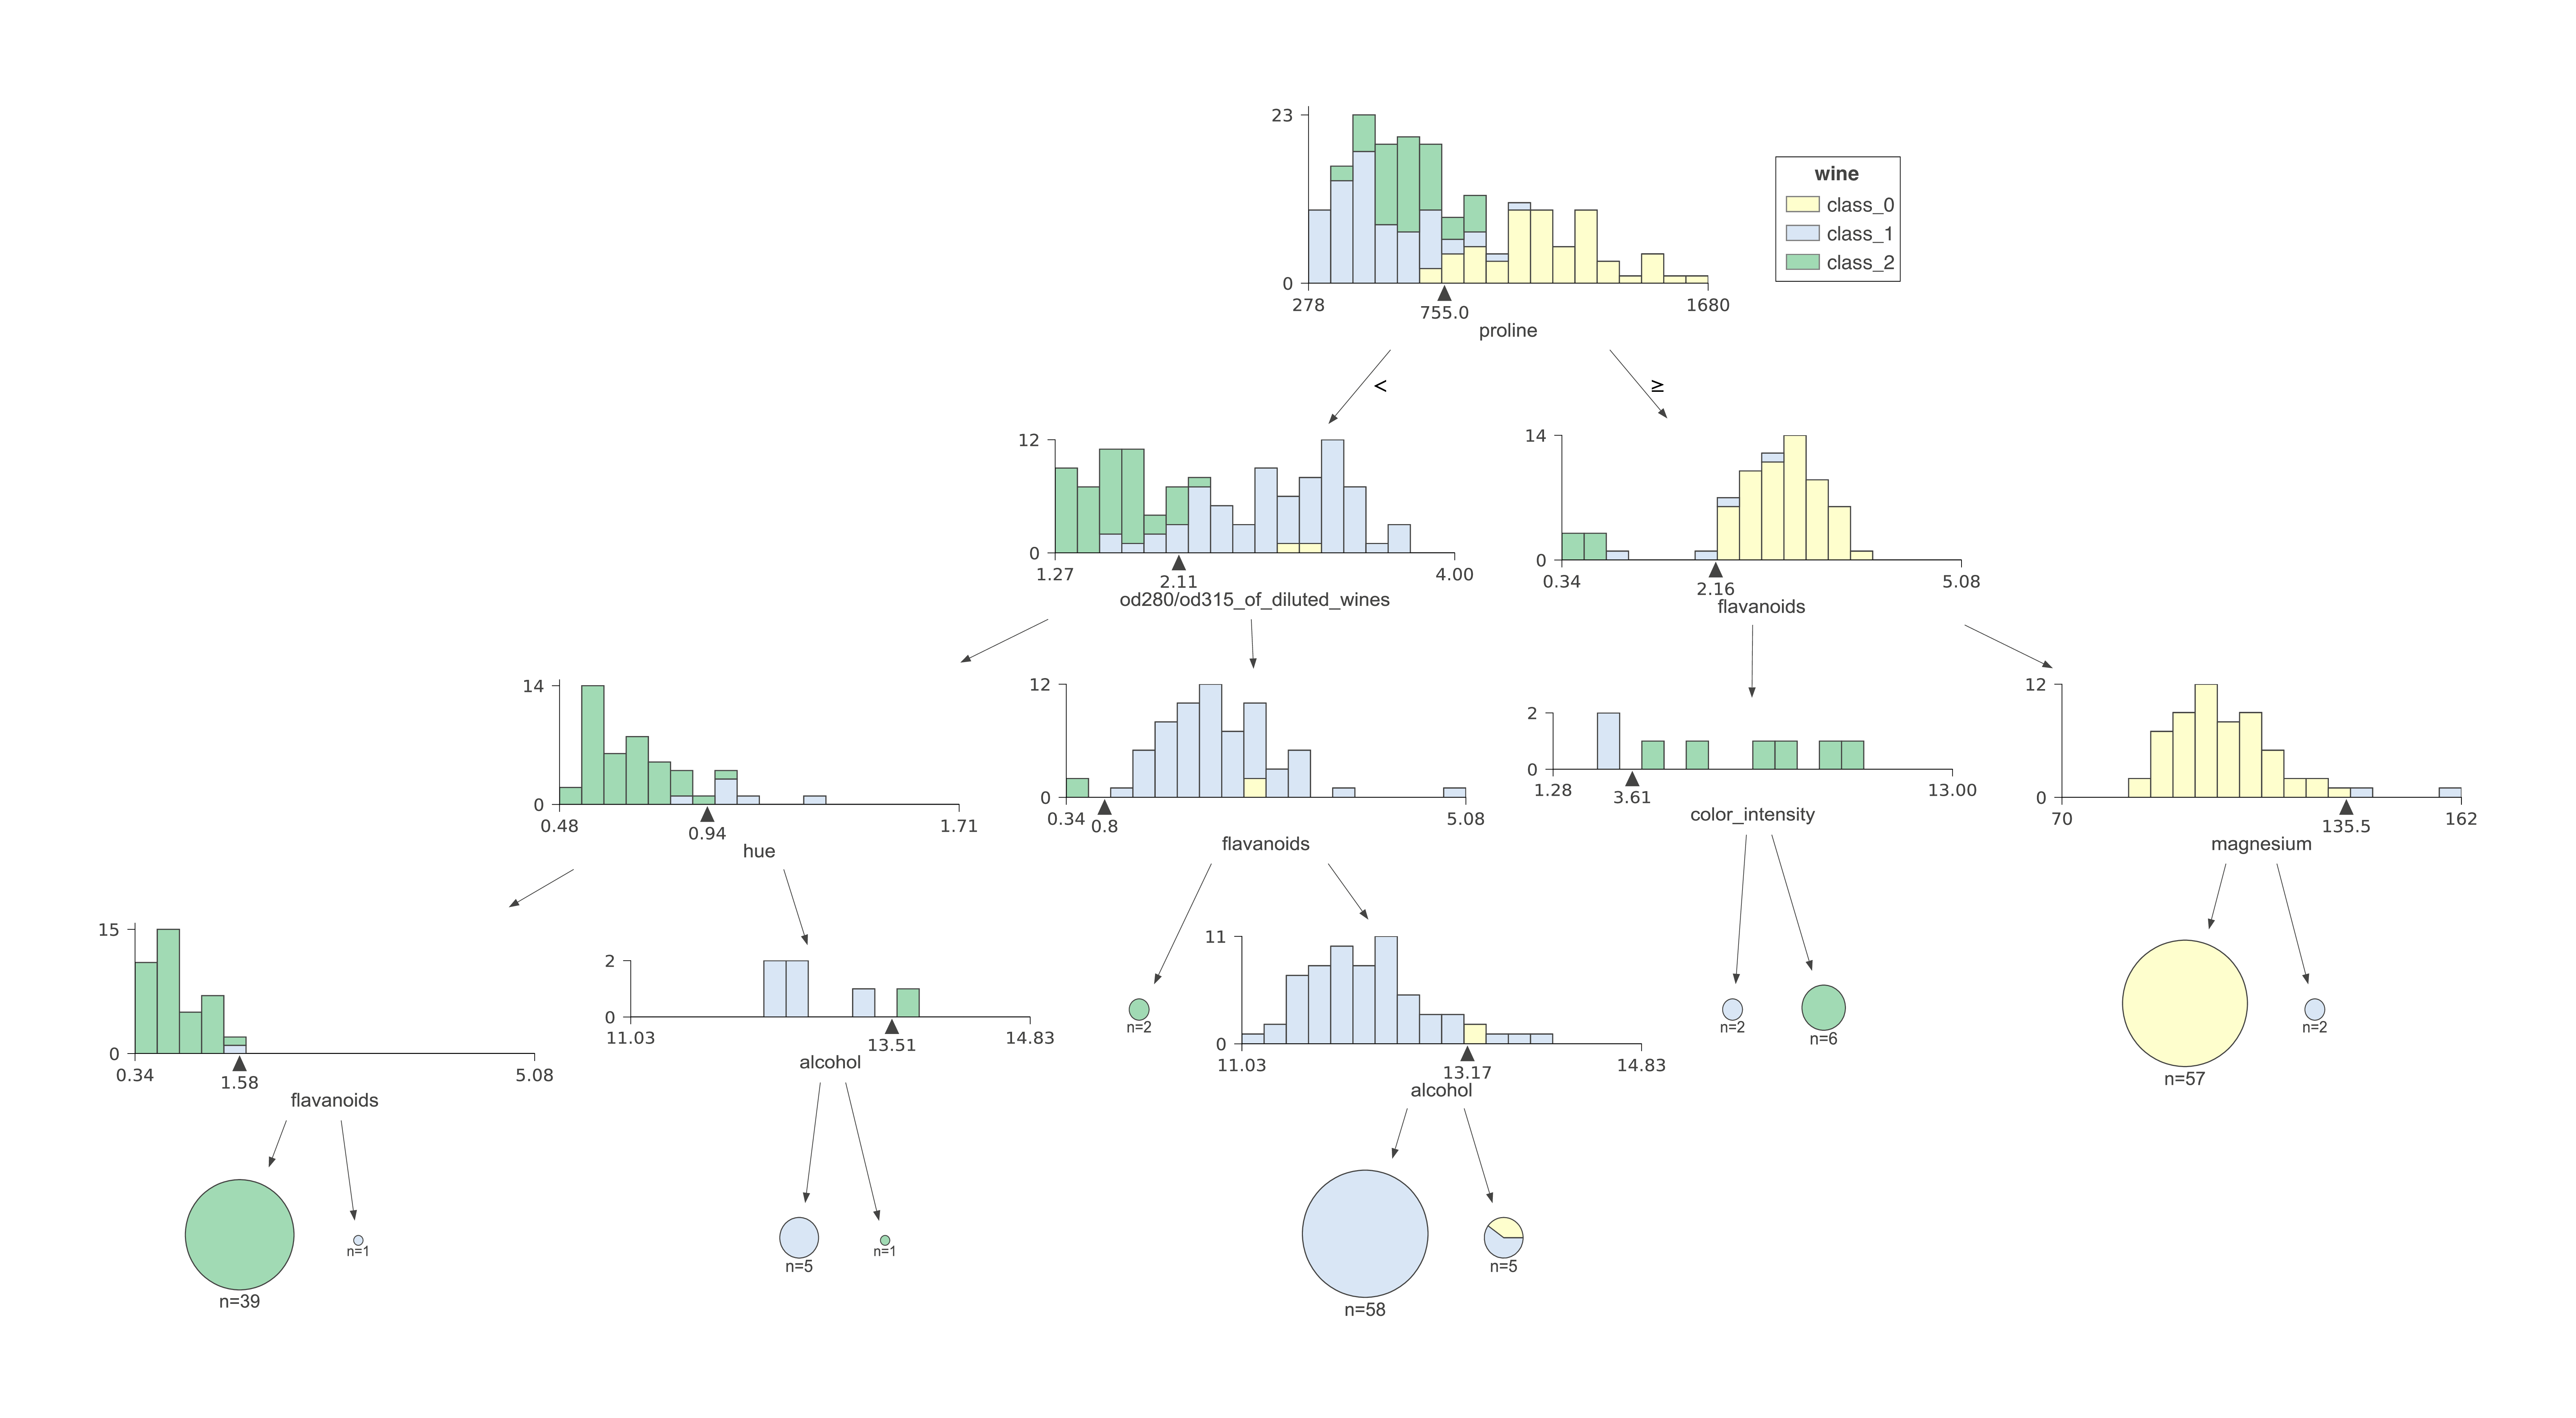 23
0
278
755.0
1680
proline
wine
class_0
class_1
class_2
<
≥
12
0
1.27
2.11
4.00
od280/od315_of_diluted_wines
14
0
0.34
2.16
5.08
flavanoids
14
0
0.48
0.94
1.71
hue
12
0
0.34
0.8
5.08
flavanoids
2
0
1.28
3.61
13.00
color_intensity
12
0
70
135.5
162
magnesium
15
0
0.34
1.58
5.08
flavanoids
2
0
11.03
13.51
14.83
alcohol
n=2
11
0
11.03
13.17
14.83
alcohol
n=2
n=6
n=57
n=2
n=39
n=1
n=5
n=1
n=58
n=5